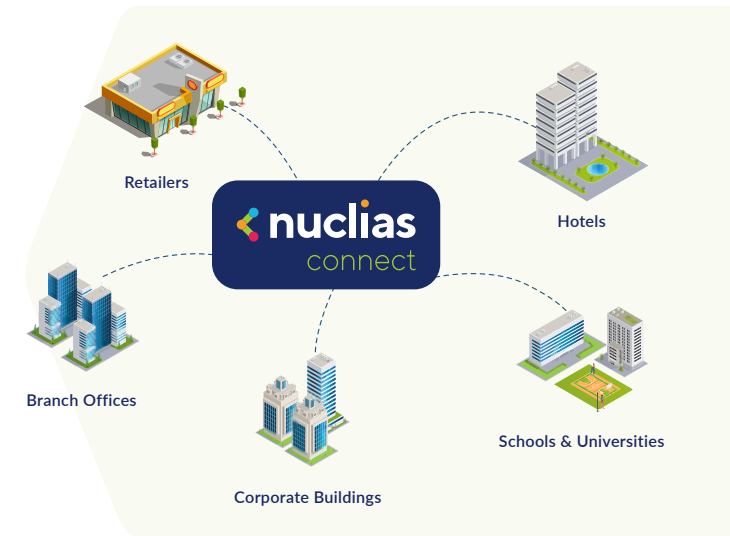 Retailers
Hotels
nuclias
connect
Branch Offices
Schools & Universities
Corporate Buildings